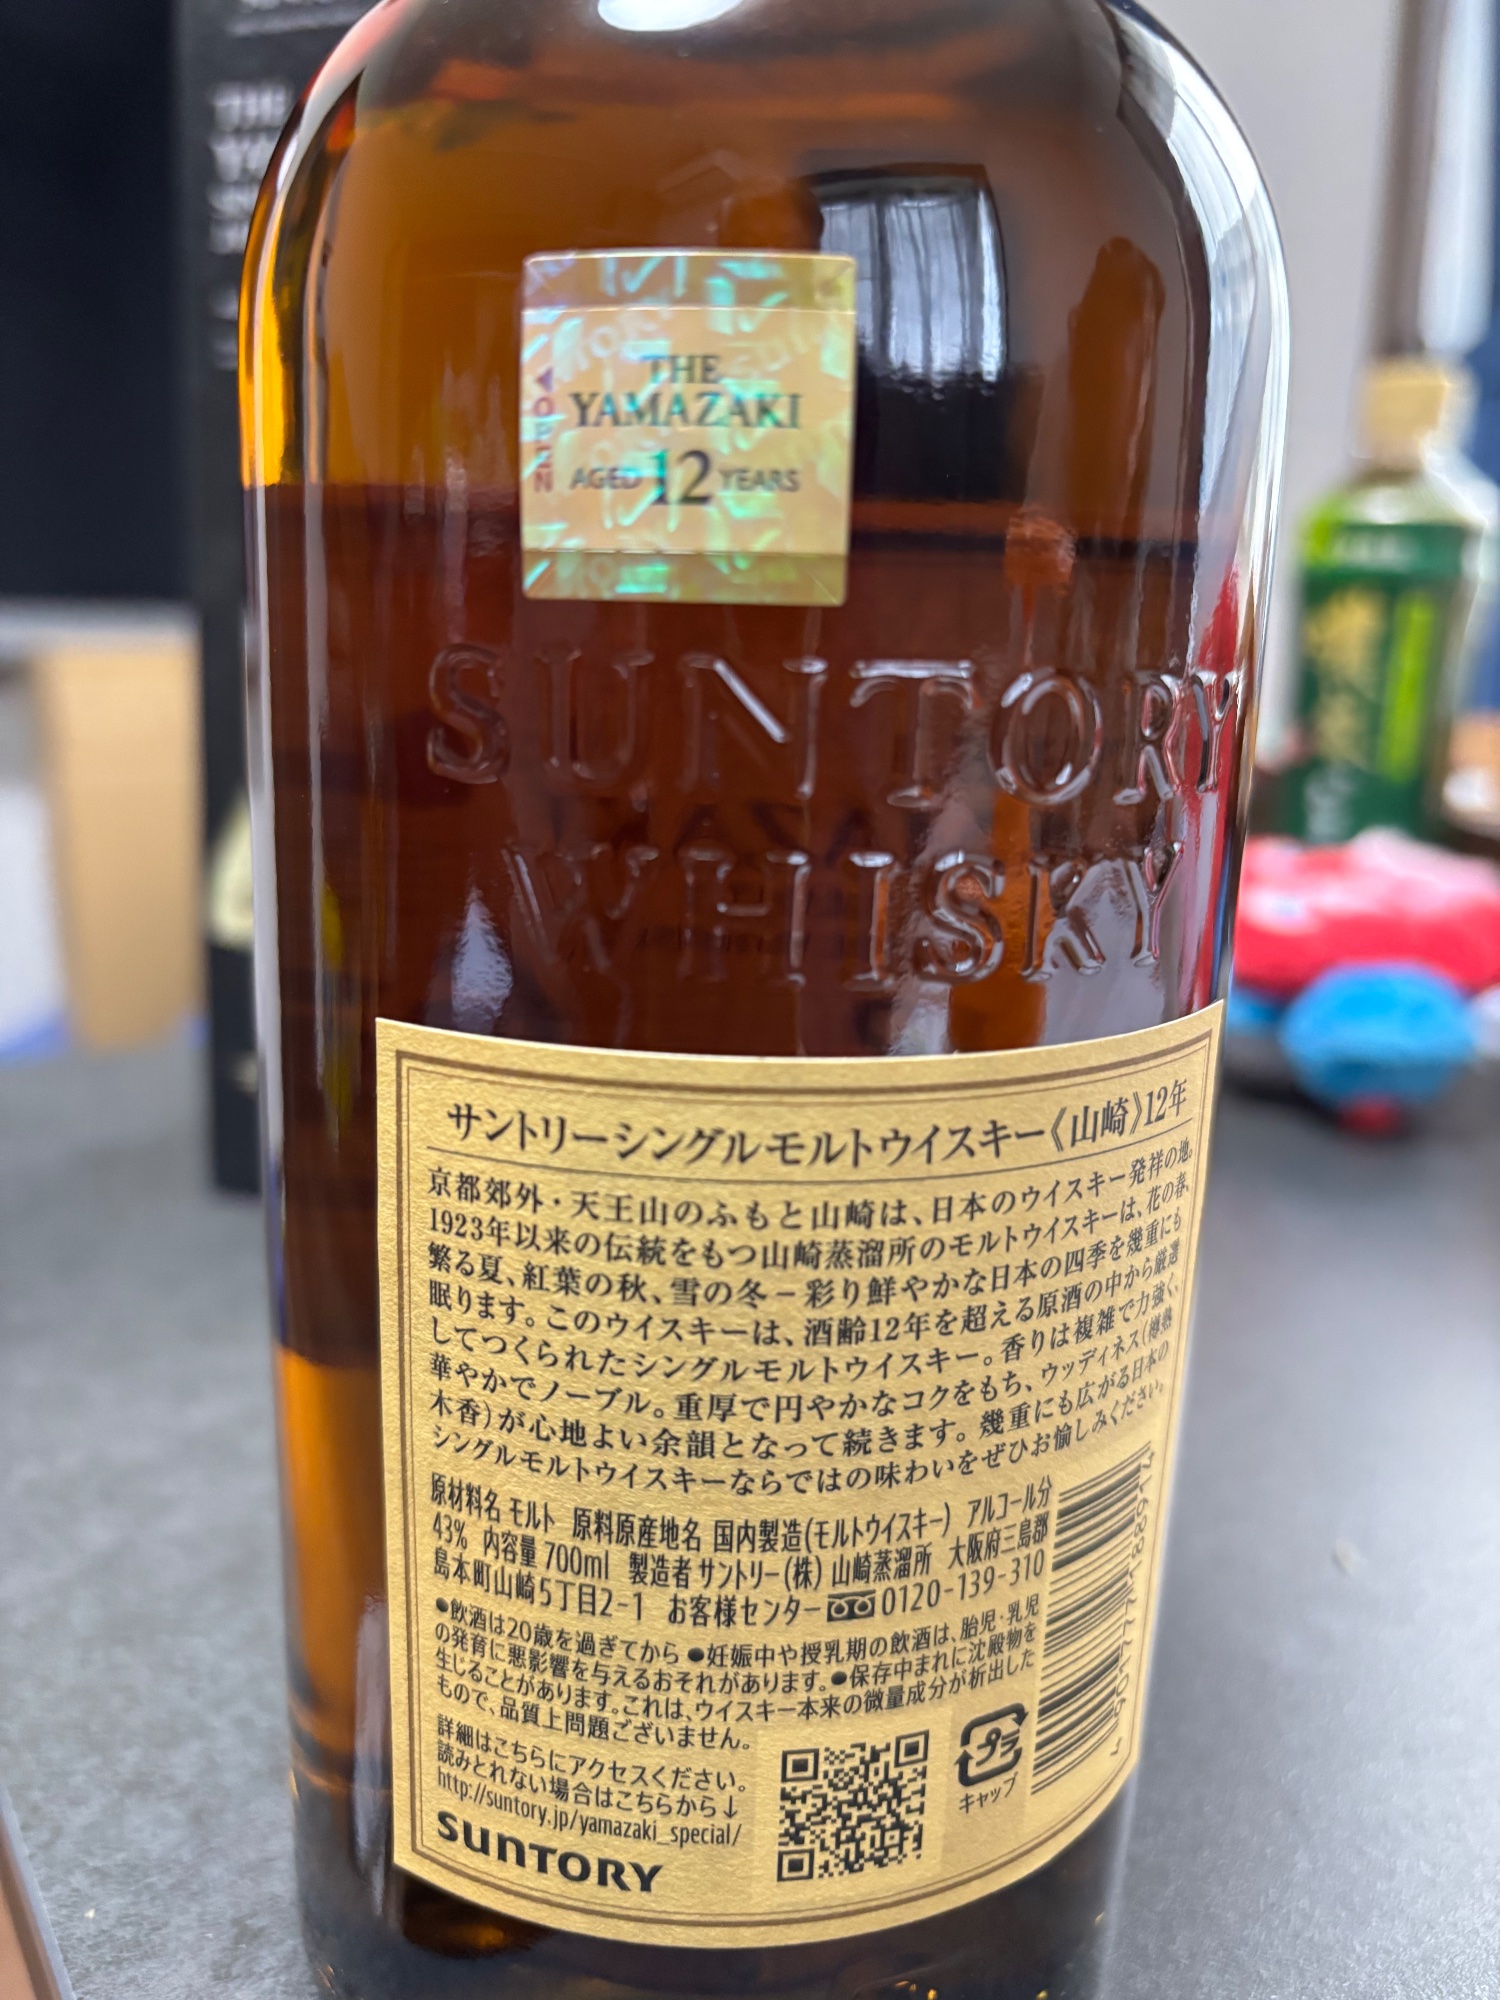 THE
YAMAZAKI
AGED 12 YEARS
OPEN
SUNTORY
WHISKY
サントリーシングルモルトウイスキー《山崎》12年
京都郊外・天王山のふもと山崎は、日本のウイスキー発祥の地。
1923年以来の伝統をもつ山崎蒸溜所のモルトウイスキーは、花の春、
繁る夏、紅葉の秋、雪の冬−彩り鮮やかな日本の四季を幾重にも
眠ります。このウイスキーは、酒齢12年を超える原酒の中から厳選
してつくられたシングルモルトウイスキー。香りは複雑で力強く、
華やかでノーブル。重厚で円やかなコクをもち、ウッディネス(樽熟
木香)が心地よい余韻となって続きます。幾重にも広がる日本の
シングルモルトウイスキーならではの味わいをぜひお愉しみください。
原材料名 モルト 原料原産地名 国内製造(モルトウイスキー) アルコール分
43% 内容量 700ml 製造者 サントリー(株) 山崎蒸溜所 大阪府三島郡
島本町山崎5丁目2-1 お客様センター 0120-139-310
●飲酒は20歳を過ぎてから ●妊娠中や授乳期の飲酒は、胎児・乳児
の発育に悪影響を与えるおそれがあります。●保存中まれに沈殿物を
生じることがあります。これは、ウイスキー本来の微量成分が析出した
もので、品質上問題ございません。
詳細はこちらにアクセスください。
読みとれない場合はこちらから↓
http://suntory.jp/yamazaki_special/
SUNTORY
プラ
キャップ